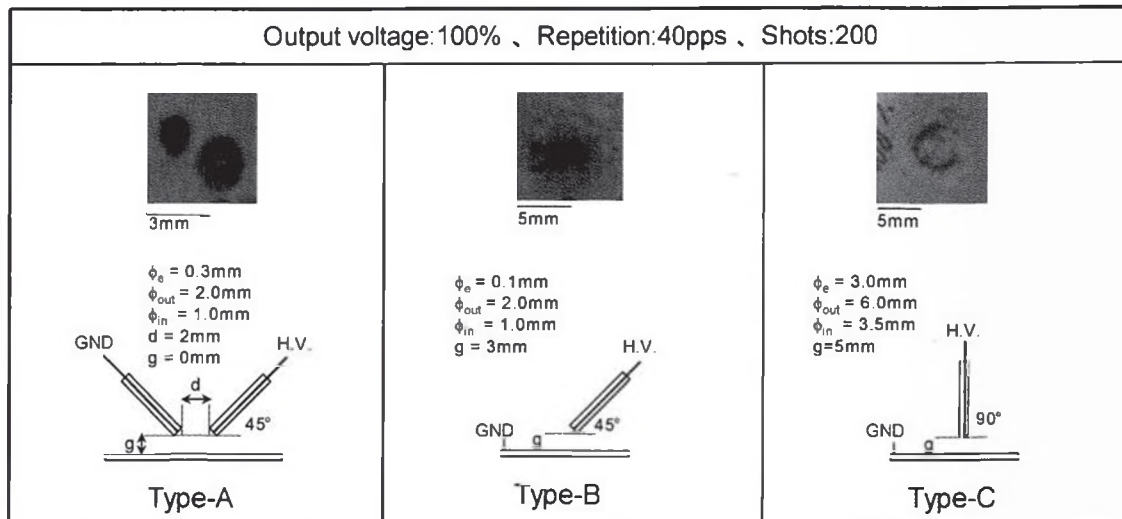 Output voltage:100% 、 Repetition:40pps 、 Shots:200
3mm
ϕe = 0.3mm
ϕout = 2.0mm
ϕin = 1.0mm
d = 2mm
g = 0mm
GND
H.V.
d
45°
g
Type-A
5mm
ϕe = 0.1mm
ϕout = 2.0mm
ϕin = 1.0mm
g = 3mm
H.V.
GND
g
45°
Type-B
5mm
ϕe = 3.0mm
ϕout = 6.0mm
ϕin = 3.5mm
g=5mm
H.V.
GND
g
90°
Type-C